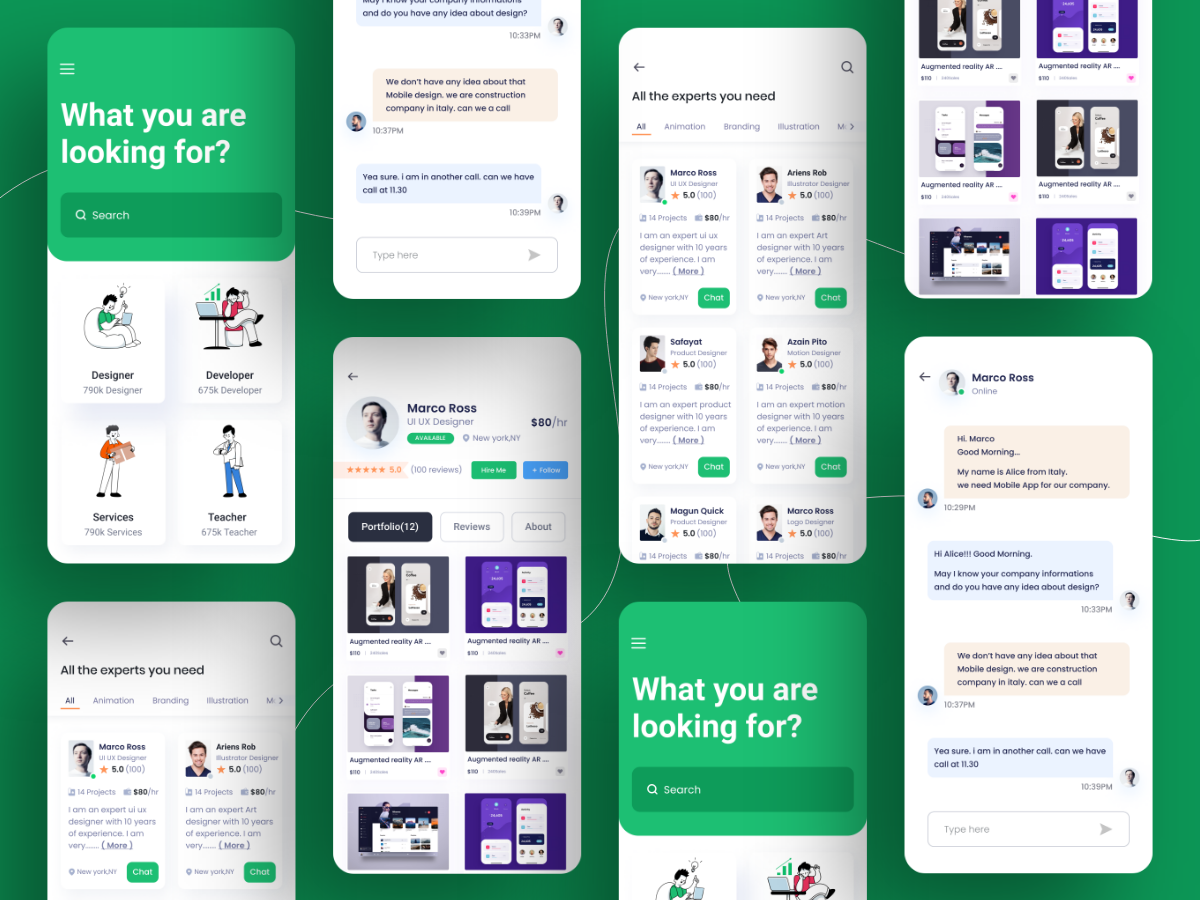 What you are
looking for?
Search
Designer
790k Designer
Developer
675k Developer
Services
790k Services
Teacher
675k Teacher
All the experts you need
All
Animation
Branding
Illustration
Marco Ross
UI UX Designer
5.0 (100)
14 Projects
$80/hr
I am an expert ui ux
designer with 10 years
of experience. I am
very....... ( More )
New york,NY
Chat
Ariens Rob
Illustrator Designer
5.0 (100)
14 Projects
$80/hr
I am an expert Art
designer with 10 years
of experience. I am
very....... ( More )
New york,NY
Chat
May I know your company informations
and do you have any idea about design?
10:33PM
We don't have any idea about that
Mobile design. we are construction
company in italy. can we a call
10:37PM
Yea sure. i am in another call. can we have
call at 11.30
10:39PM
Type here
Marco Ross
UI UX Designer
AVAILABLE
New york,NY
$80/hr
5.0
(100 reviews)
Hire Me
+ Follow
Portfolio(12)
Reviews
About
Augmented reality AR ....
$110
Augmented reality AR ....
$110
Augmented reality AR ....
$110
Augmented reality AR ....
$110
All the experts you need
All
Animation
Branding
Illustration
Marco Ross
UI UX Designer
5.0 (100)
14 Projects
$80/hr
I am an expert ui ux
designer with 10 years
of experience. I am
very....... ( More )
New york,NY
Chat
Ariens Rob
Illustrator Designer
5.0 (100)
14 Projects
$80/hr
I am an expert Art
designer with 10 years
of experience. I am
very....... ( More )
New york,NY
Chat
Safayat
Product Designer
5.0 (100)
14 Projects
$80/hr
I am an expert product
designer with 10 years
of experience. I am
very....... ( More )
New york,NY
Chat
Azain Pito
Motion Designer
5.0 (100)
14 Projects
$80/hr
I am an expert motion
designer with 10 years
of experience. I am
very....... ( More )
New york,NY
Chat
Magun Quick
Product Designer
5.0 (100)
14 Projects
$80/hr
Marco Ross
Logo Designer
5.0 (100)
14 Projects
$80/hr
What you are
looking for?
Search
Augmented reality AR ....
$110
Augmented reality AR ....
$110
Augmented reality AR ....
$110
Augmented reality AR ....
$110
Marco Ross
Online
Hi. Marco
Good Morning...
My name is Alice from Italy.
we need Mobile App for our company.
10:29PM
Hi Alice!!! Good Morning.
May I know your company informations
and do you have any idea about design?
10:33PM
We don't have any idea about that
Mobile design. we are construction
company in italy. can we a call
10:37PM
Yea sure. i am in another call. can we have
call at 11.30
10:39PM
Type here